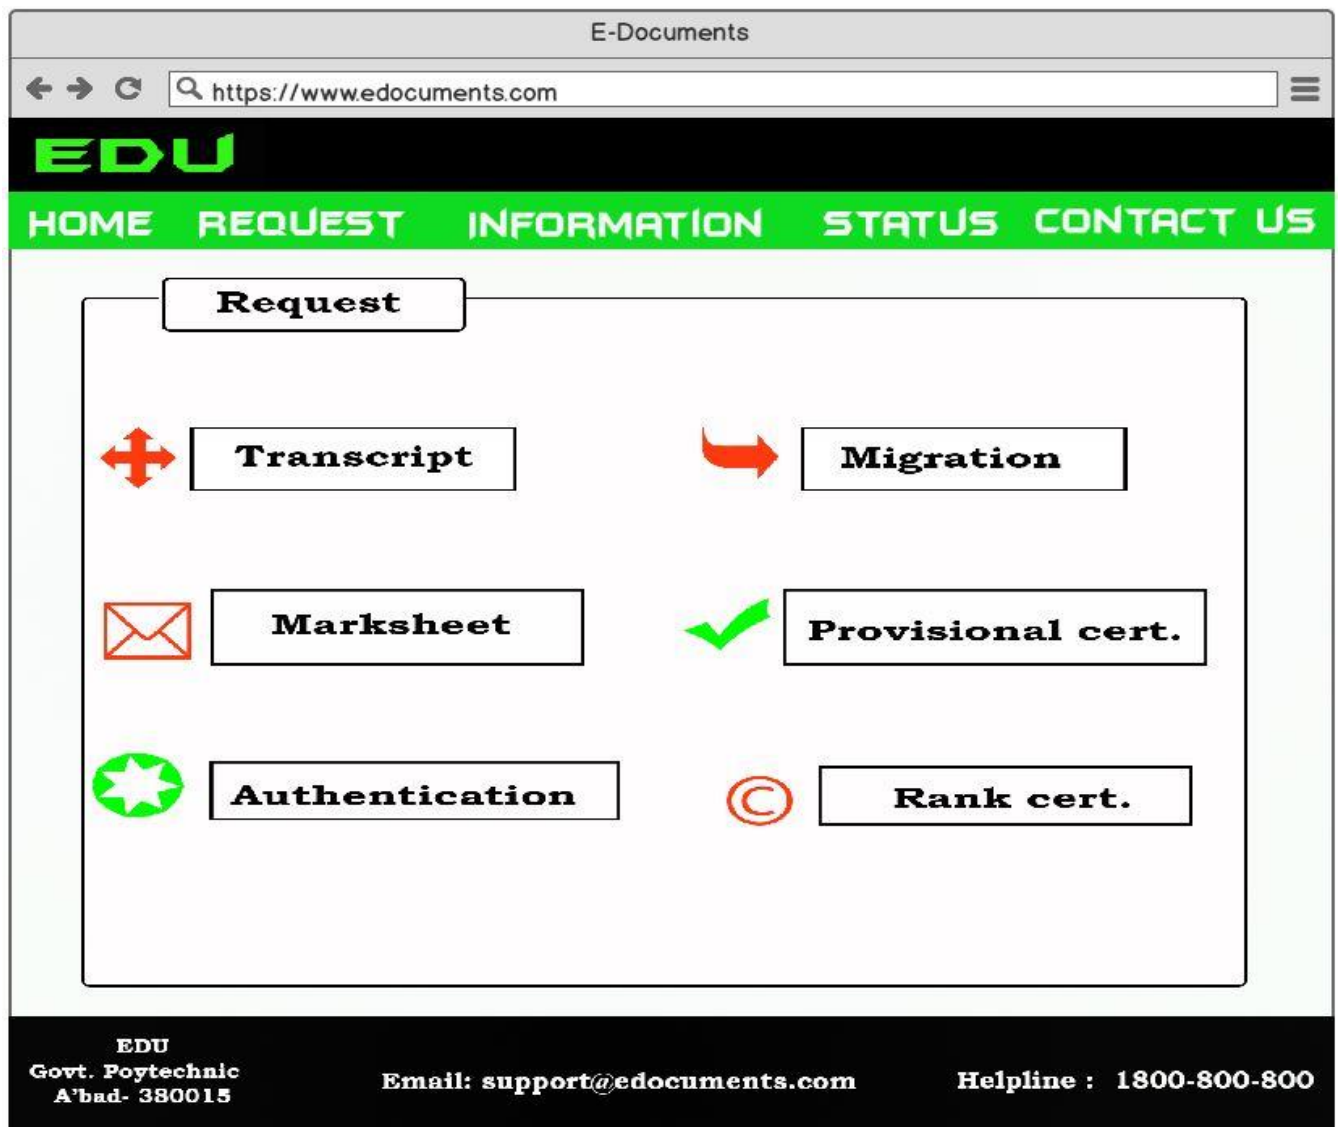 E-Documents
https://www.edocuments.com
EDU
HOME REQUEST INFORMATION STATUS CONTACT US
Request
Transcript
Migration
Marksheet
Provisional cert.
Authentication
Rank cert.
EDU
Govt. Poytechnic
A'bad- 380015
Email: support@edocuments.com
Helpline : 1800-800-800